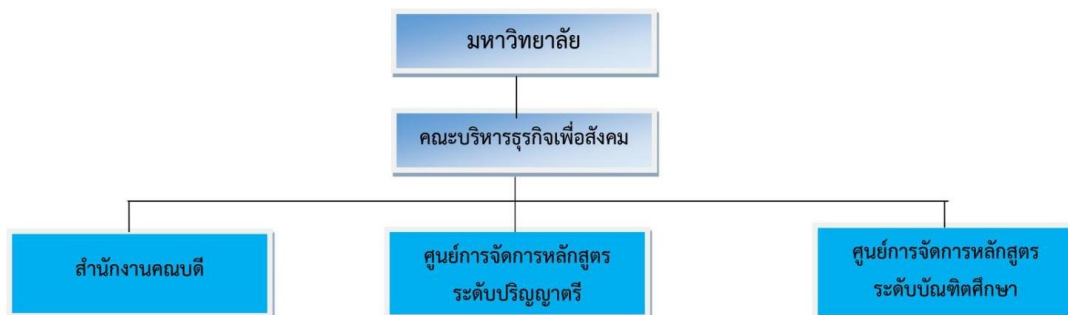 มหาวิทยาลัย
คณะบริหารธุรกิจเพื่อสังคม
สำนักงานคณบดี
ศูนย์การจัดการหลักสูตร
ระดับปริญญาตรี
ศูนย์การจัดการหลักสูตร
ระดับบัณฑิตศึกษา